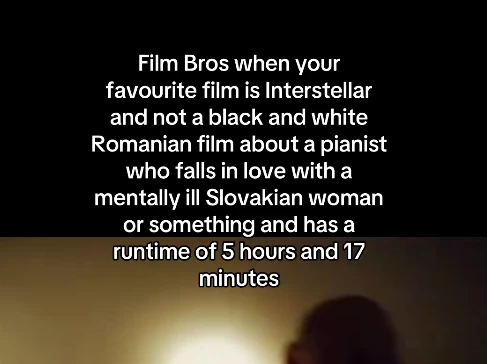 Film Bros when your
favourite film is Interstellar
and not a black and white
Romanian film about a pianist
who falls in love with a
mentally ill Slovakian woman
or something and has a
runtime of 5 hours and 17
minutes